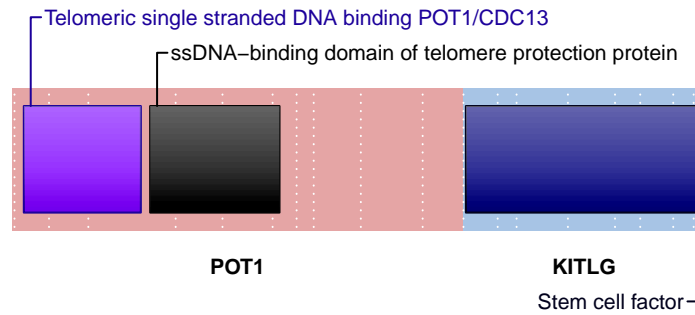 Telomeric single stranded DNA binding POT1/CDC13
ssDNA−binding domain of telomere protection protein
POT1
KITLG
Stem cell factor